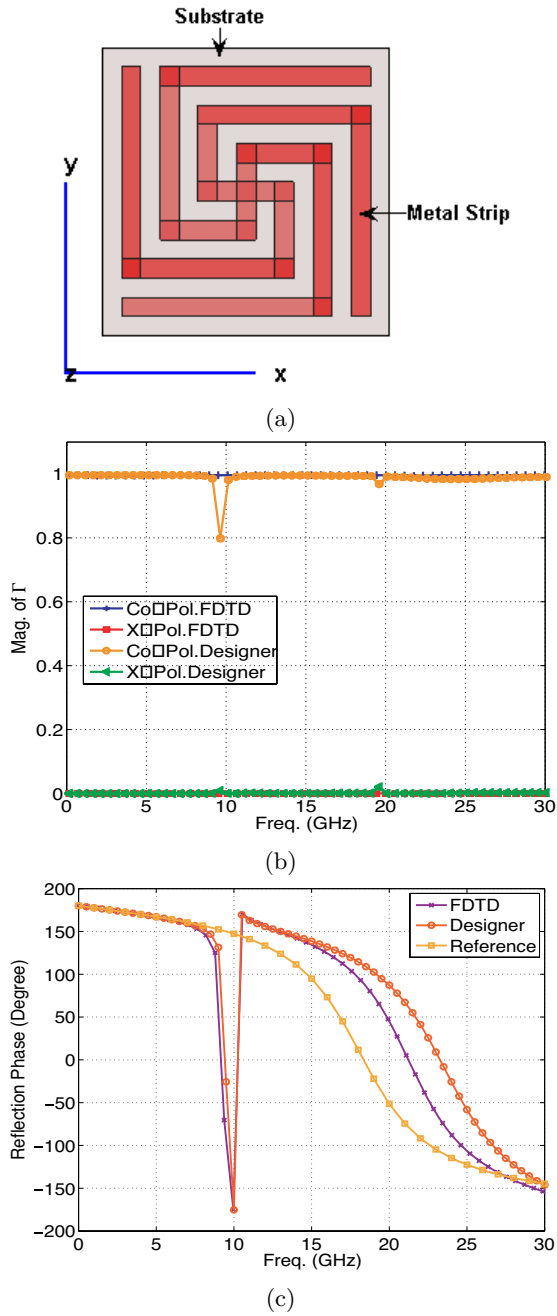 Substrate
y
Metal Strip
z
x
(a)
Mag. of Γ
1
0.8
0.6
0.4
0.2
0
Co□Pol.FDTD
X□Pol.FDTD
Co□Pol.Designer
X□Pol.Designer
0 5 10 15 20 25 30
Freq. (GHz)
(b)
Reflection Phase (Degree)
200
150
100
50
0
−50
−100
−150
−200
FDTD
Designer
Reference
0 5 10 15 20 25 30
Freq. (GHz)
(c)